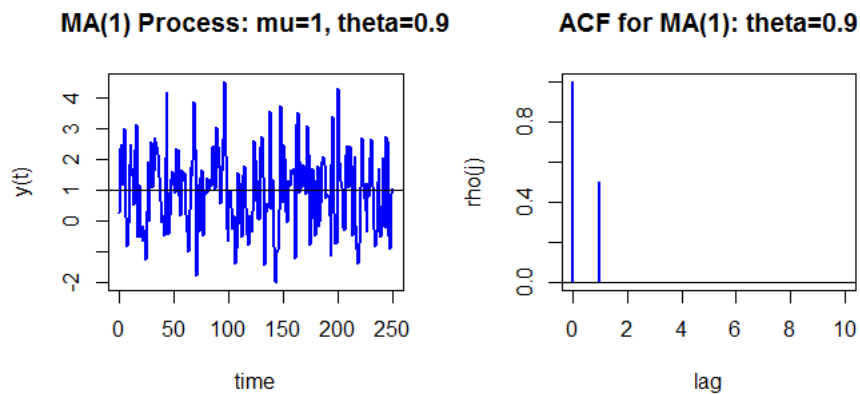 MA(1) Process: mu=1, theta=0.9
y(t)
4
3
2
1
0
-2
0 50 100 150 200 250
time
ACF for MA(1): theta=0.9
rho(j)
0.8
0.4
0.0
0 2 4 6 8 10
lag